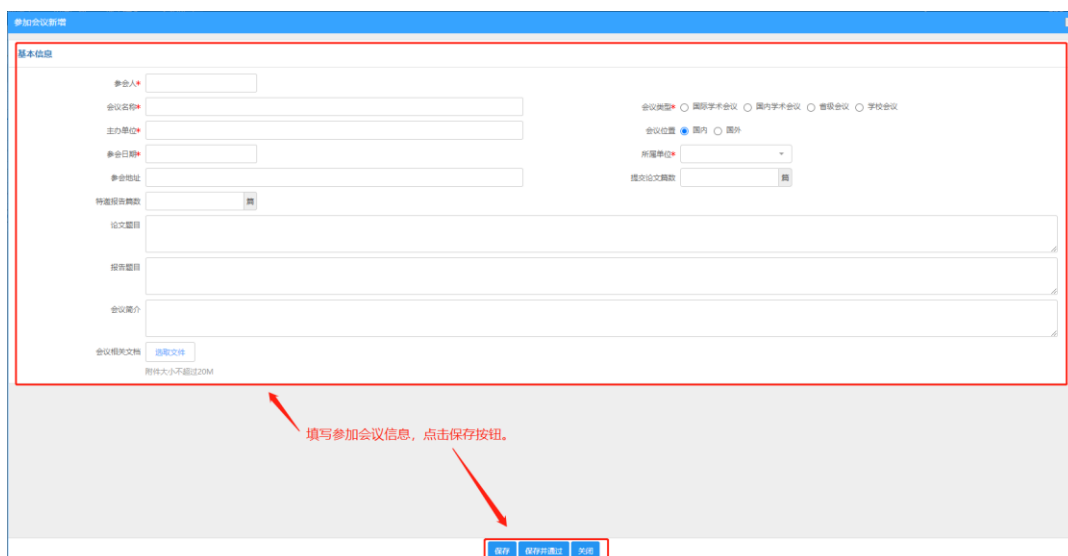 参加会议新增
基本信息
参会人*
会议名称* 会议类型* 国际学术会议 国内学术会议 省级会议 学校会议
主办单位* 会议位置 国内 国外
参会日期* 所属单位*
参会地址 提交论文篇数 篇
特邀报告篇数 篇
论文题目
报告题目
会议简介
会议相关文档 选取文件
附件大小不超过20M
填写参加会议信息，点击保存按钮。
保存 保存并通过 关闭